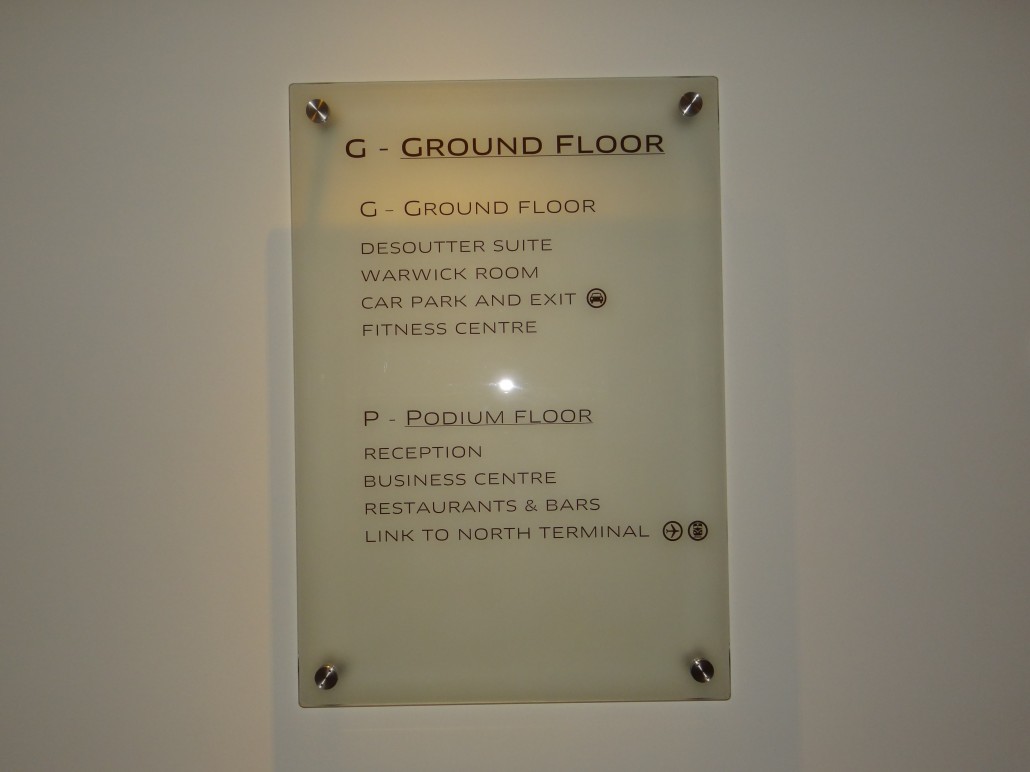 G - GROUND FLOOR
G - GROUND FLOOR
DESOUTTER SUITE
WARWICK ROOM
CAR PARK AND EXIT
FITNESS CENTRE
P - PODIUM FLOOR
RECEPTION
BUSINESS CENTRE
RESTAURANTS & BARS
LINK TO NORTH TERMINAL